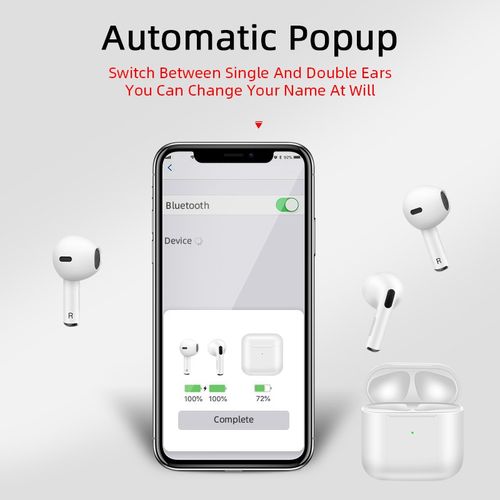 Automatic Popup
Switch Between Single And Double Ears
You Can Change Your Name At Will
92%
Bluetooth
Device
R
R
R
100% 100% 72%
Complete